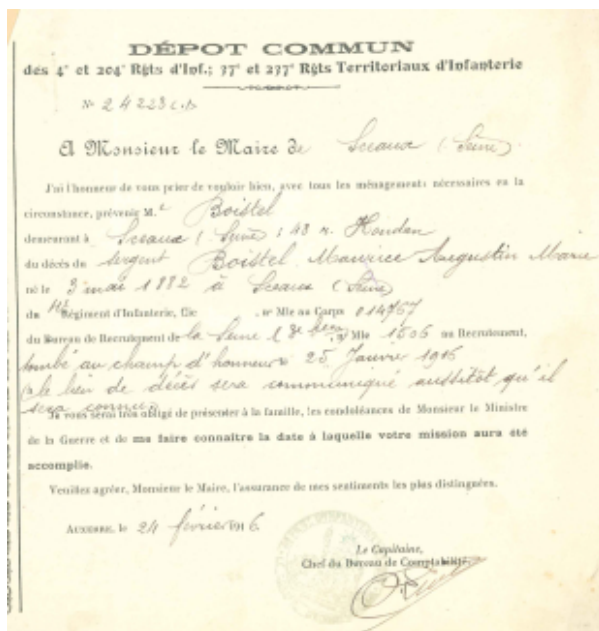 DÉPOT COMMUN
des 4e et 204e Rgts d'Inf.; 37e et 237e Rgts Territoriaux d'Infanterie
No 24223 c.D
A Monsieur le Maire de Sceaux (Seine)
J'ai l'honneur de vous prier de vouloir bien, avec tous les ménagements nécessaires en la
circonstance, prévenir M. Boistel
demeurant à Sceaux (Seine) 48 r. Houdan
du décès du sergent Boistel Maurice Augustin Marie
né le 3 mai 1882 à Sceaux (Seine)
du Régiment d'Infanterie, Cie No Mle au Corps 014767
du Bureau de Recrutement de la Seine Mle 1506 au Recrutement,
tombé au champ d'honneur 25 Janvier 1916
(le lieu de décès sera communiqué aussitôt qu'il
sera connu)
Je vous serai très obligé de présenter à la famille, les condoléances de Monsieur le Ministre
de la Guerre et de me faire connaître la date à laquelle votre mission aura été
accomplie.
Veuillez agréer, Monsieur le Maire, l'assurance de mes sentiments les plus distinguées.
Auxerre, le 24 février 1916
Le Capitaine,
Chef du Bureau de Comptabilité,